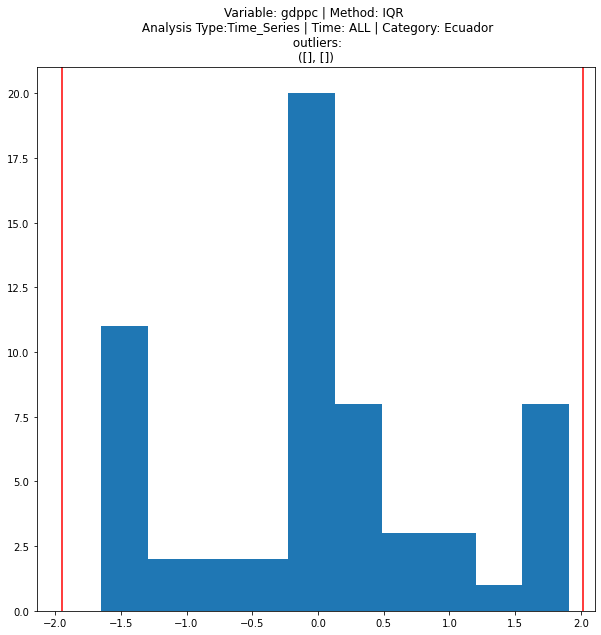 Variable: gdppc | Method: IQR
Analysis Type:Time_Series | Time: ALL | Category: Ecuador
outliers:
([], [])
20.0
17.5
15.0
12.5
10.0
7.5
5.0
2.5
0.0
−2.0 −1.5 −1.0 −0.5 0.0 0.5 1.0 1.5 2.0